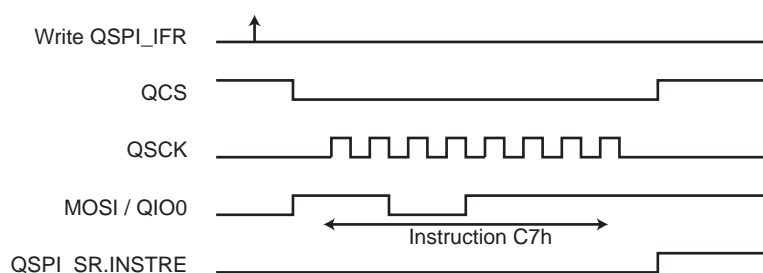 Write QSPI_IFR
QCS
QSCK
MOSI / QIO0
Instruction C7h
QSPI_SR.INSTRE